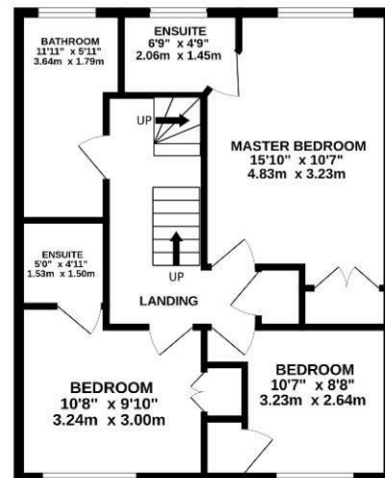 BATHROOM
11'11" x 5'11"
3.64m x 1.79m
ENSUITE
6'9" x 4'9"
2.06m x 1.45m
UP
MASTER BEDROOM
15'10" x 10'7"
4.83m x 3.23m
ENSUITE
5'0" x 4'11"
1.53m x 1.50m
UP
LANDING
BEDROOM
10'8" x 9'10"
3.24m x 3.00m
BEDROOM
10'7" x 8'8"
3.23m x 2.64m